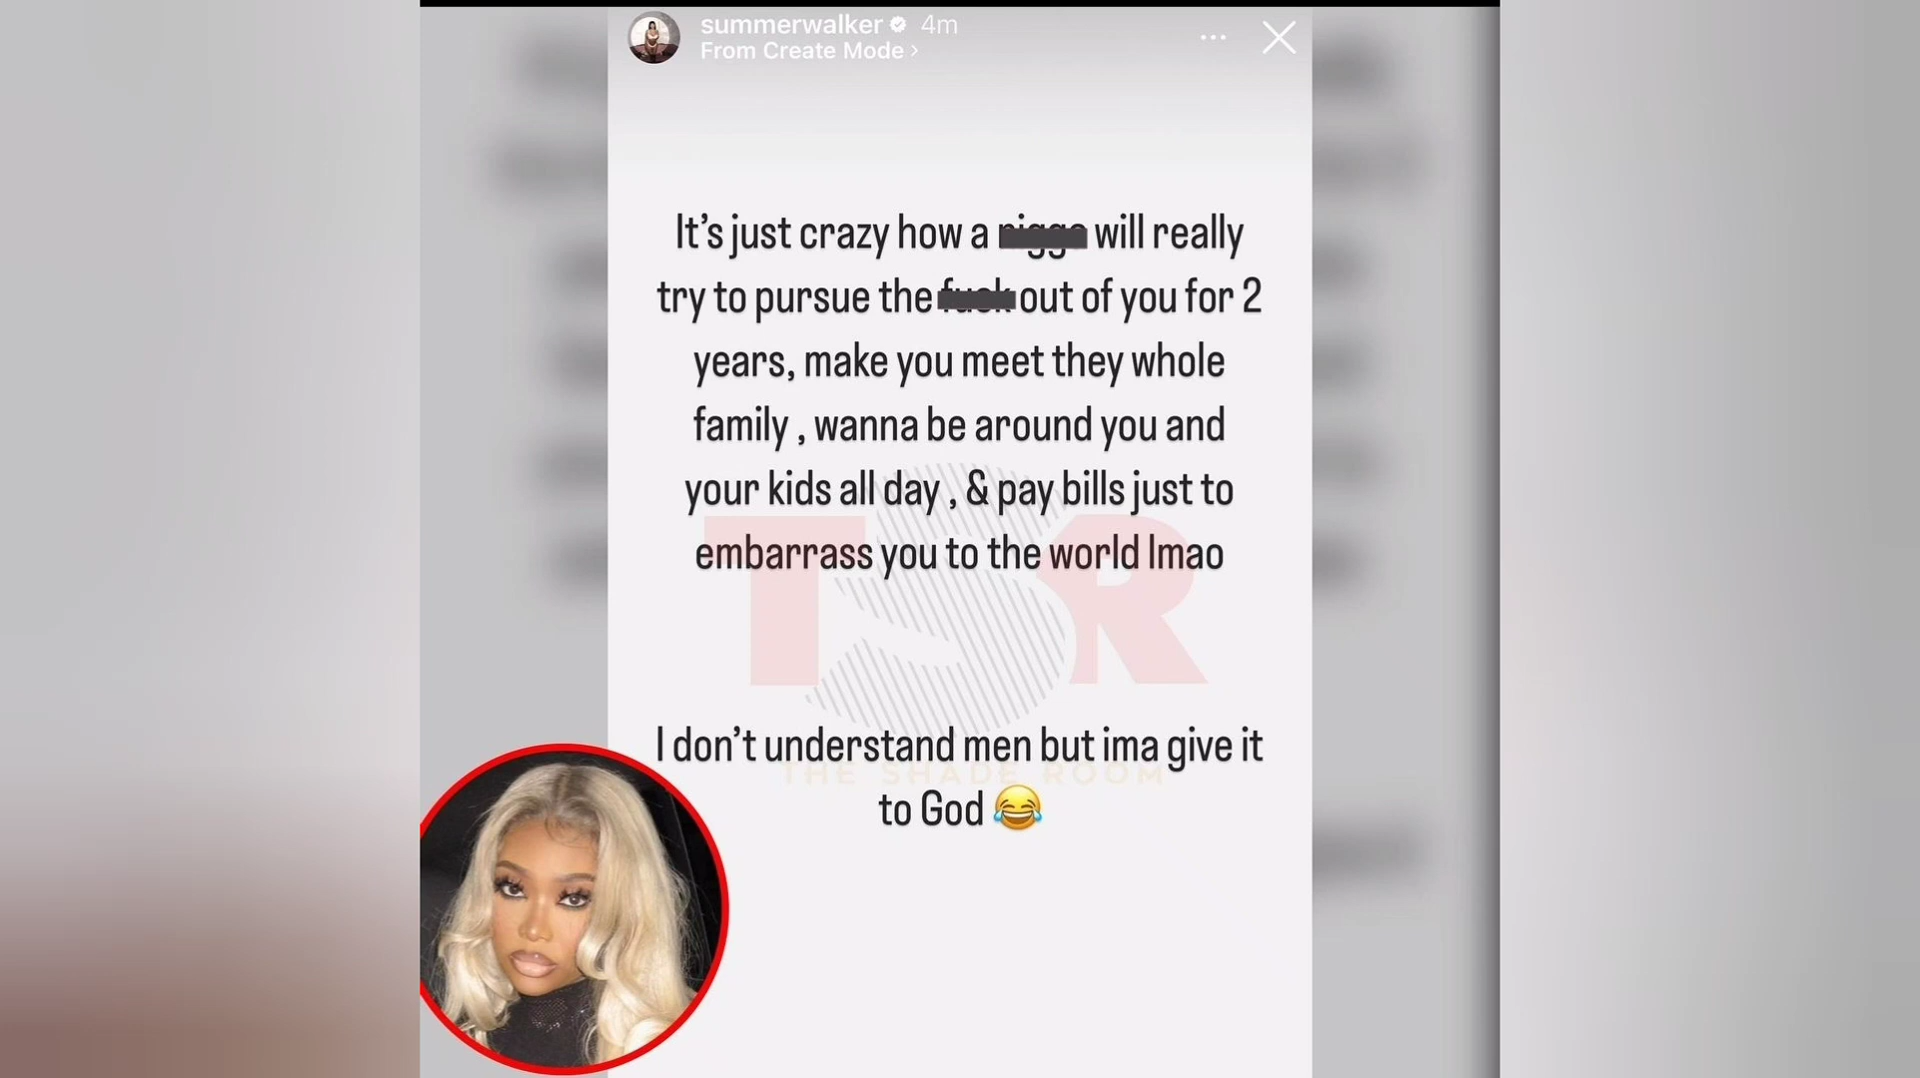 summerwalker 4m
From Create Mode >
It's just crazy how a nigga will really
try to pursue the fuck out of you for 2
years, make you meet they whole
family , wanna be around you and
your kids all day , & pay bills just to
embarrass you to the world lmao
TSR
I don't understand men but ima give it
THE SHADE ROOM
to God 😂